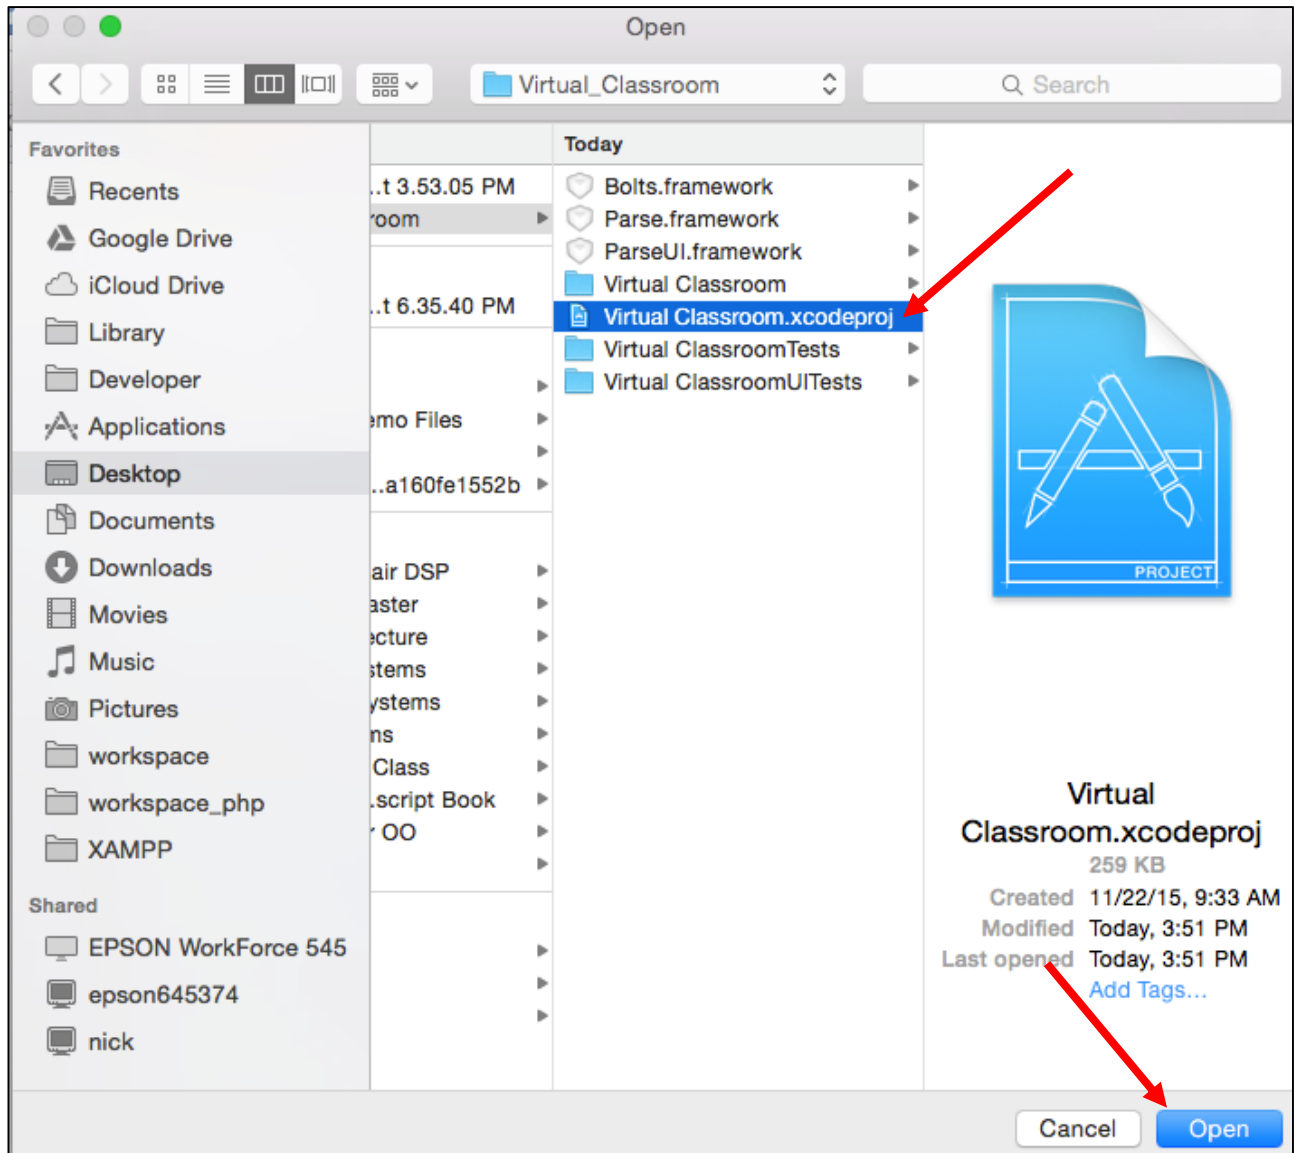 Open
Virtual_Classroom
Search
Favorites
Recents
Google Drive
iCloud Drive
Library
Developer
Applications
Desktop
Documents
Downloads
Movies
Music
Pictures
workspace
workspace_php
XAMPP
Shared
EPSON WorkForce 545
epson645374
nick
..t 3.53.05 PM
room
..t 6.35.40 PM
emo Files
..a160fe1552b
air DSP
aster
ecture
stems
ystems
ns
Class
.script Book
r OO
Today
Bolts.framework
Parse.framework
ParseUI.framework
Virtual Classroom
Virtual Classroom.xcodeproj
Virtual ClassroomTests
Virtual ClassroomUITests
PROJECT
Virtual
Classroom.xcodeproj
259 KB
Created 11/22/15, 9:33 AM
Modified Today, 3:51 PM
Last opened Today, 3:51 PM
Add Tags...
Cancel
Open